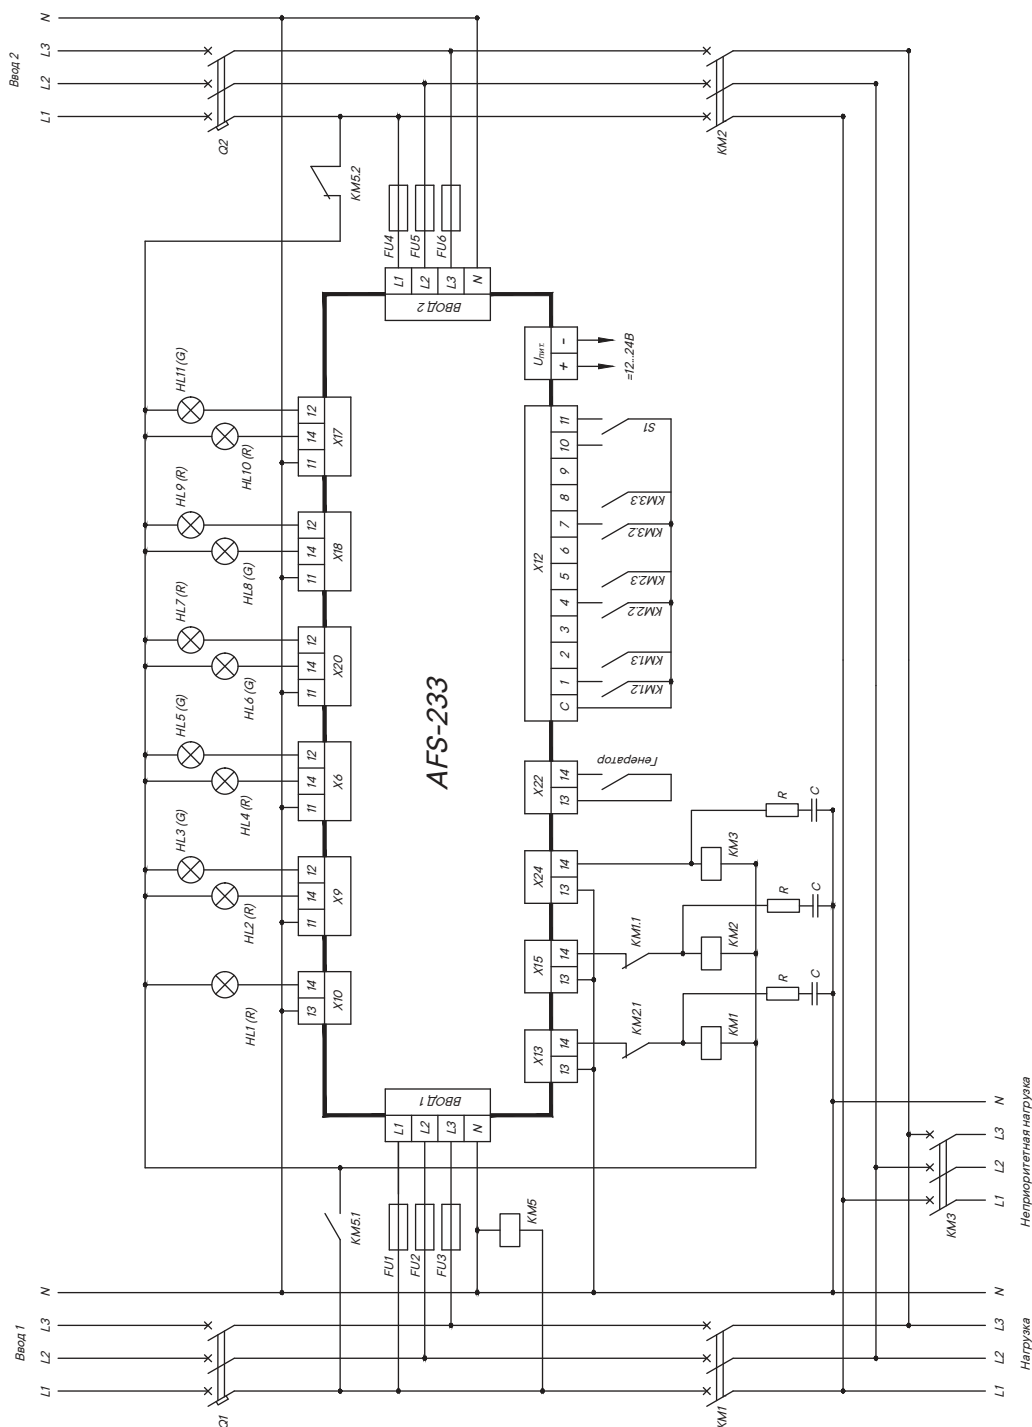 Ввод 1
L1
L2
L3
N
Ввод 2
L1
L2
L3
N
Q1
Q2
KM5.1
KM5.2
HL1 (R)
HL2 (R)
HL3 (G)
HL4 (R)
HL5 (G)
HL6 (G)
HL7 (R)
HL8 (G)
HL9 (R)
HL10 (R)
HL11 (G)
13
14
X10
11
14
12
X9
11
14
12
X6
11
14
12
X20
11
14
12
X18
11
14
12
X17
FU1
FU2
FU3
L1
L2
L3
N
ВВОД 1
FU4
FU5
FU6
L1
L2
L3
N
ВВОД 2
AFS-233
KM5
X13
13
14
X15
13
14
X24
13
14
X22
13
14
X12
C
1
2
3
4
5
6
7
8
9
10
11
Uпит.
+
-
=12...24В
Генератор
KM1.2
KM1.3
KM2.2
KM2.3
KM3.2
KM3.3
S1
KM2.1
KM1.1
KM1
KM2
KM3
R
C
R
C
R
C
KM1
KM2
KM3
L1
L2
L3
N
Нагрузка
L1
L2
L3
N
Неприоритетная нагрузка